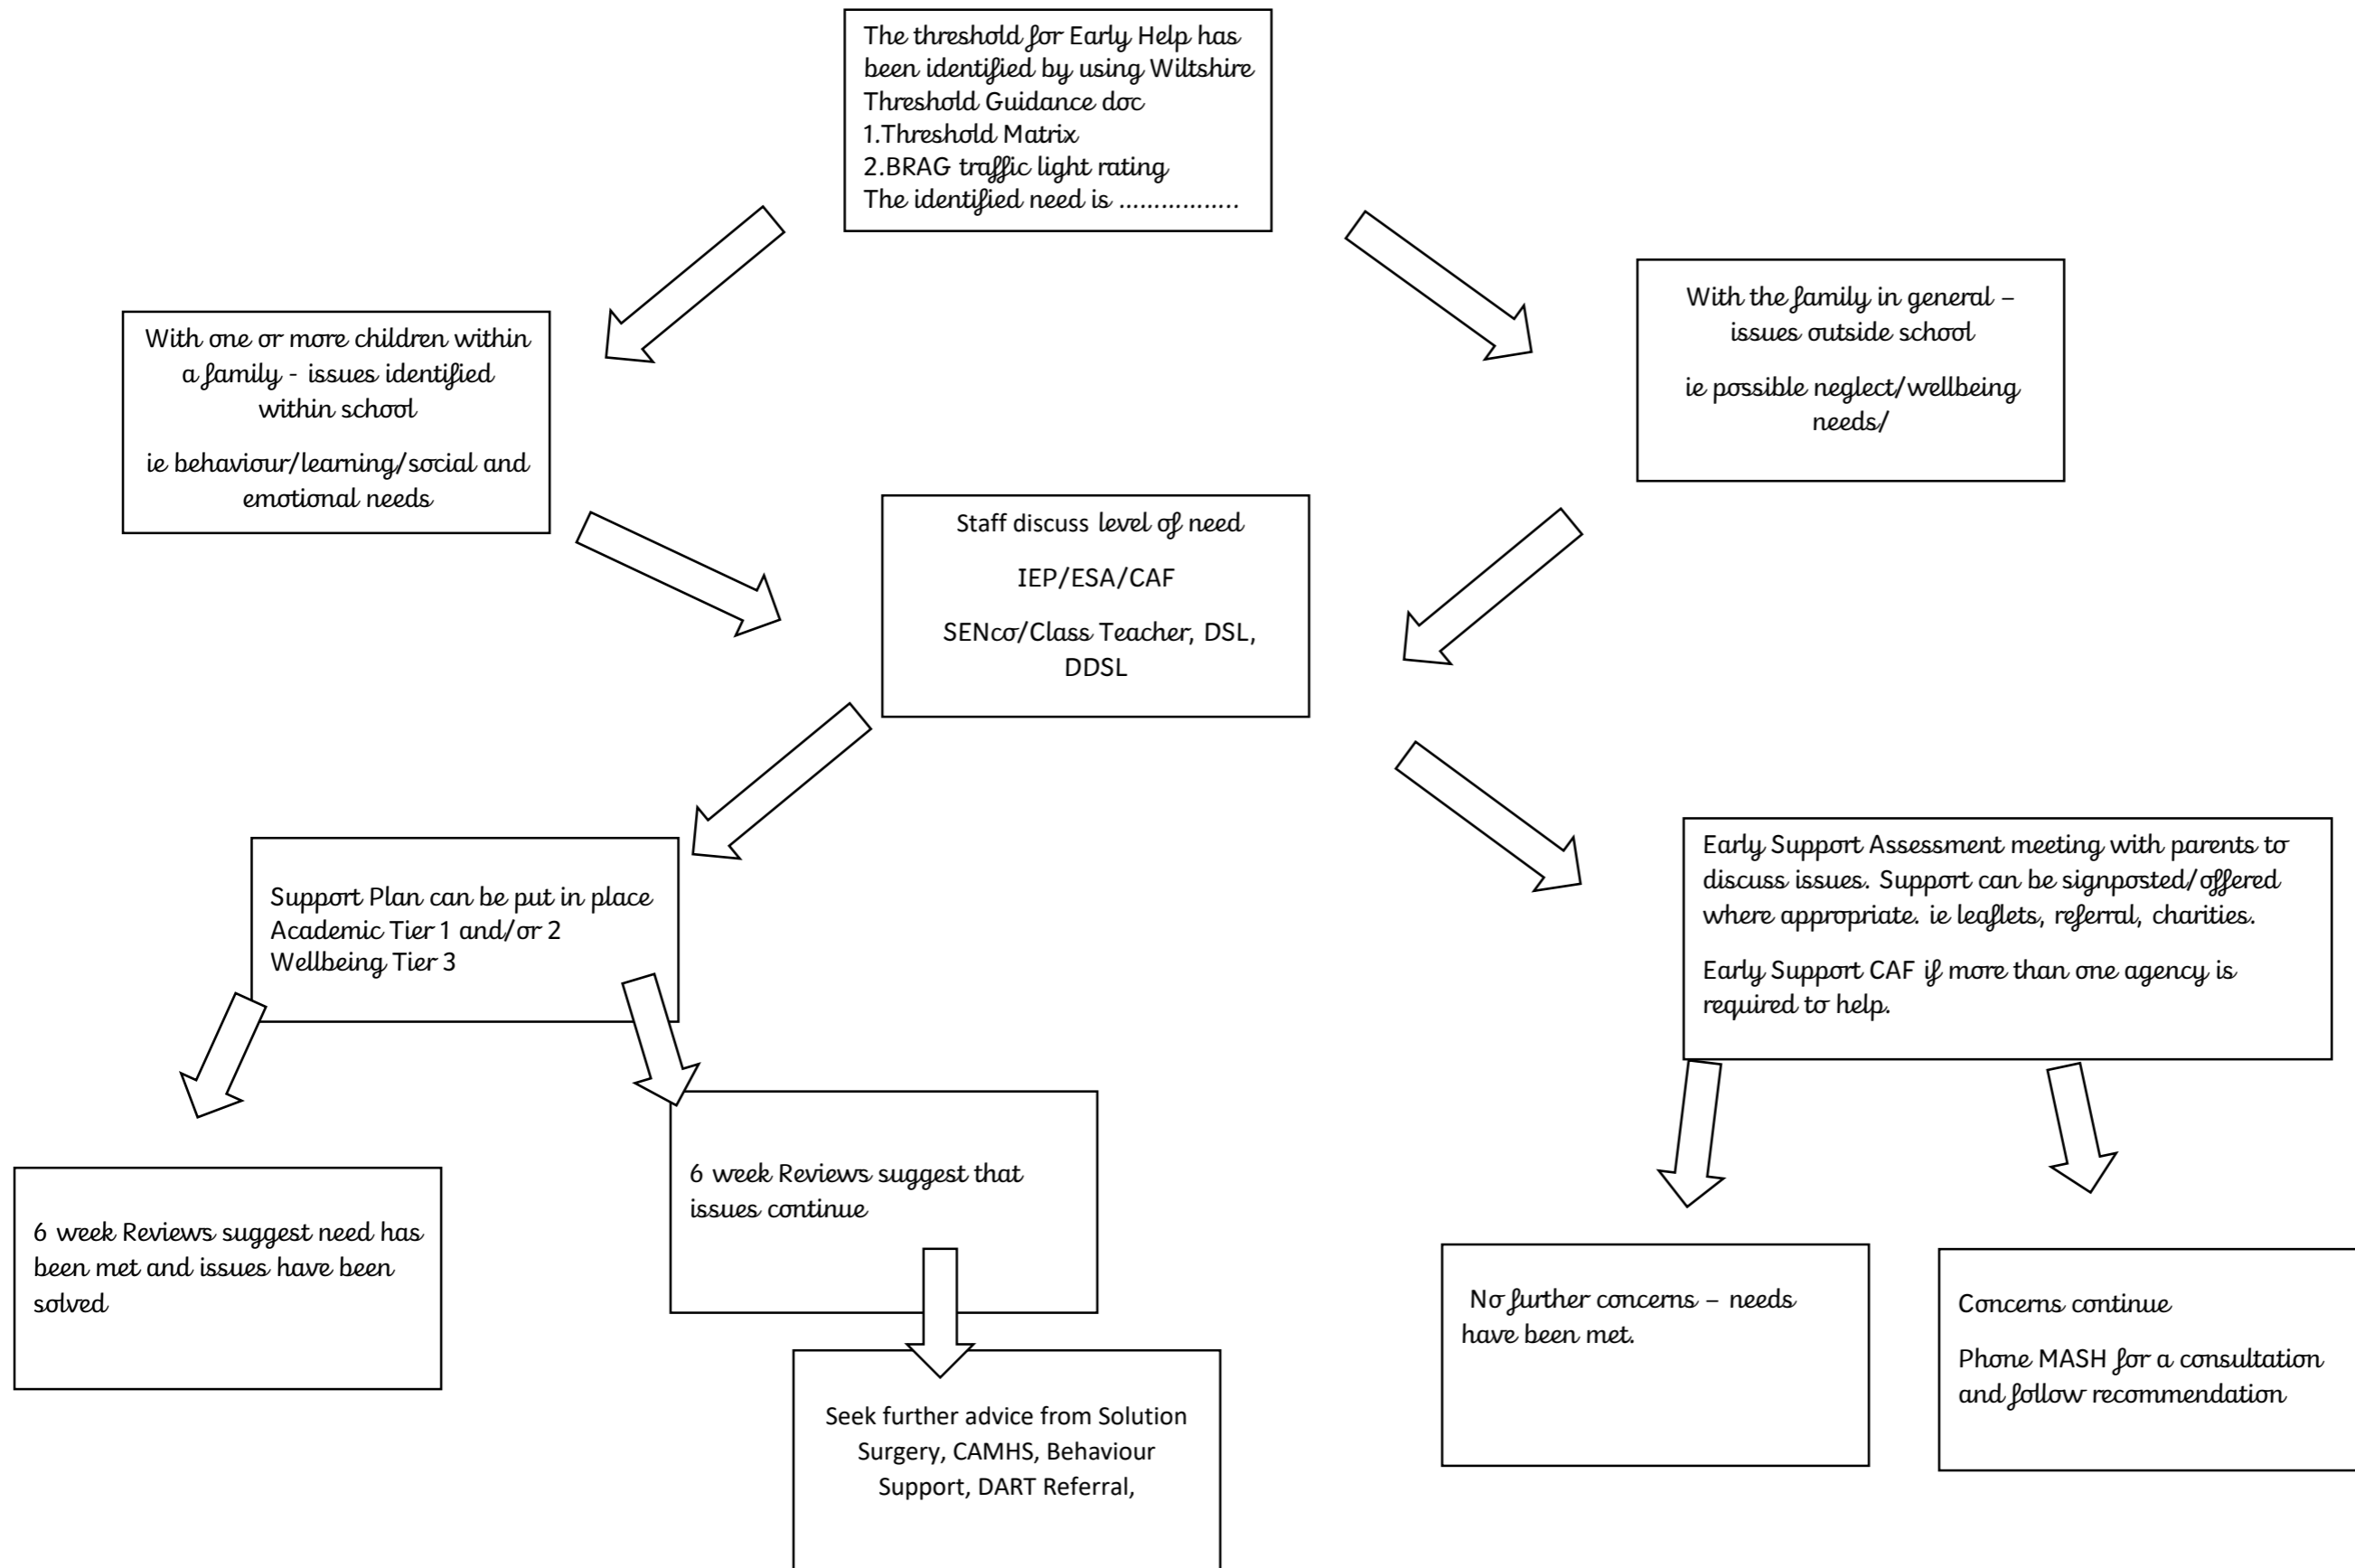 The threshold for Early Help has
been identified by using Wiltshire
Threshold Guidance doc
1.Threshold Matrix
2.BRAG traffic light rating
The identified need is ……………..
With one or more children within
a family - issues identified
within school
ie behaviour/learning/social and
emotional needs
With the family in general –
issues outside school
ie possible neglect/wellbeing
needs/
Staff discuss level of need
IEP/ESA/CAF
SENco/Class Teacher, DSL,
DDSL
Support Plan can be put in place
Academic Tier 1 and/or 2
Wellbeing Tier 3
Early Support Assessment meeting with parents to
discuss issues. Support can be signposted/offered
where appropriate. ie leaflets, referral, charities.
Early Support CAF if more than one agency is
required to help.
6 week Reviews suggest need has
been met and issues have been
solved
6 week Reviews suggest that
issues continue
Seek further advice from Solution
Surgery, CAMHS, Behaviour
Support, DART Referral,
No further concerns – needs
have been met.
Concerns continue
Phone MASH for a consultation
and follow recommendation